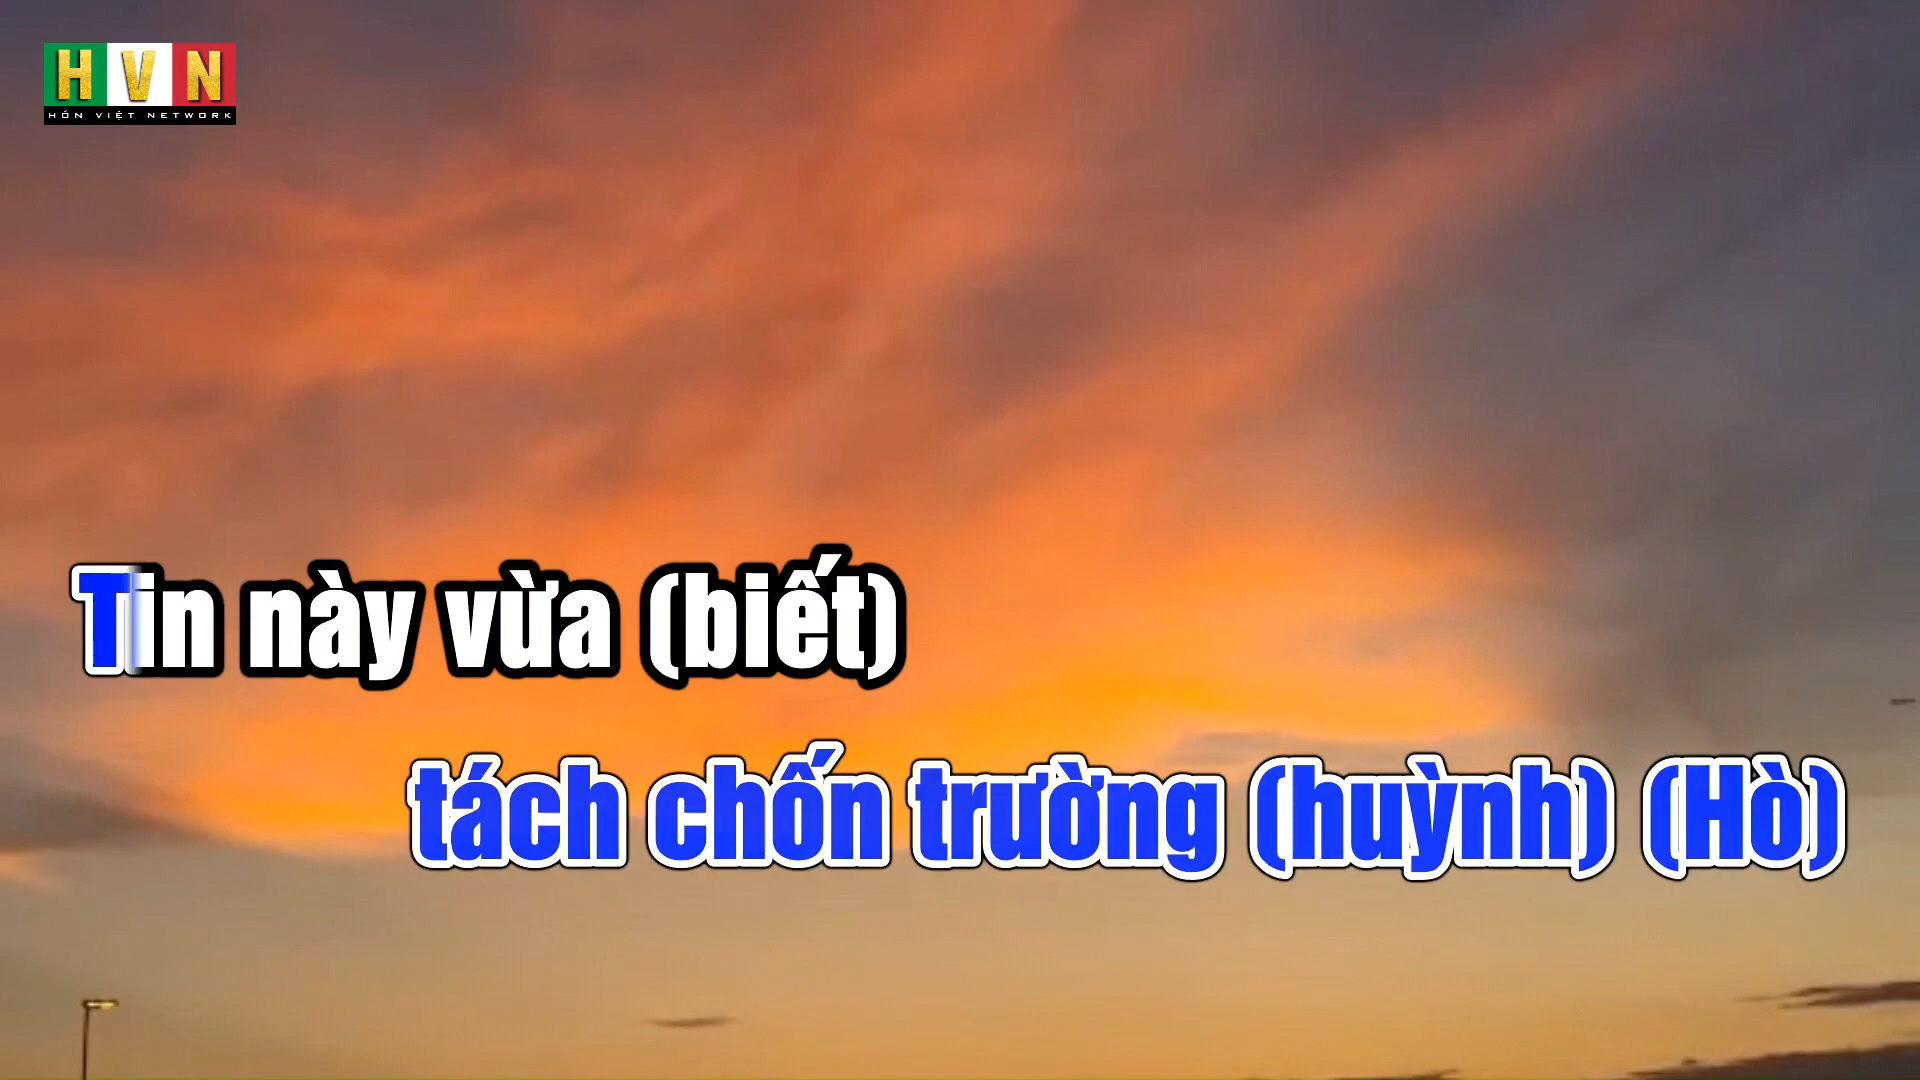 HVN
HỒN VIỆT NETWORK
Tin này vừa (biết)
tách chốn trường (huỳnh) (Hò)